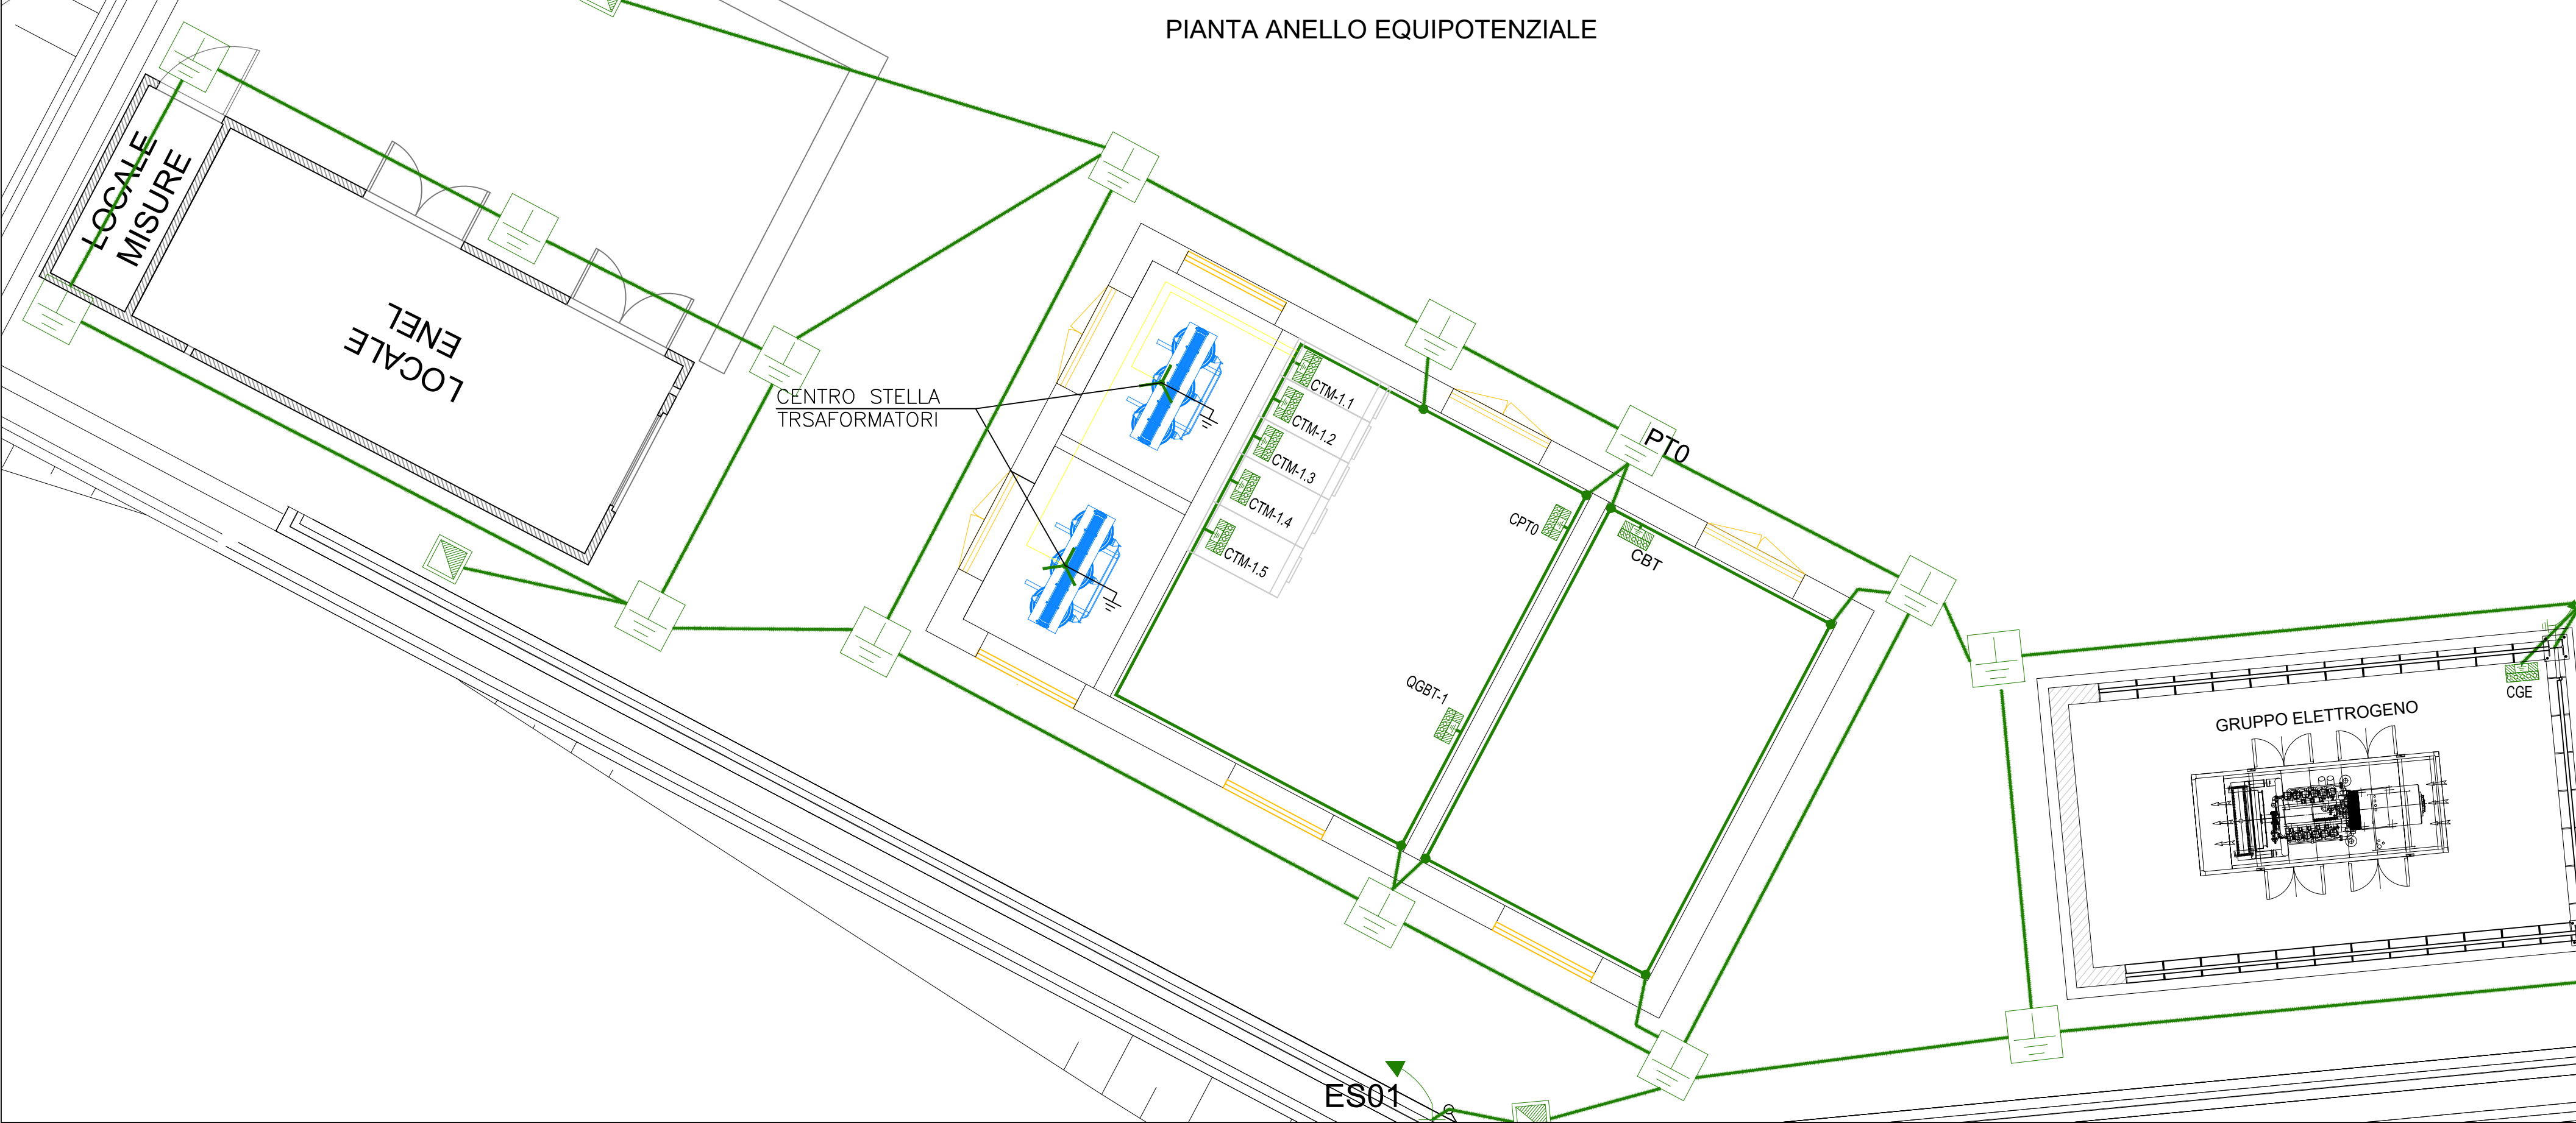 PIANTA ANELLO EQUIPOTENZIALE
LOCALE
MISURE
LOCALE
ENEL
CENTRO STELLA
TRSAFORMATORI
CTM-1.1
CTM-1.2
CTM-1.3
CTM-1.4
CTM-1.5
PT0
CPT0
CBT
QGBT-1
GRUPPO ELETTROGENO
CGE
ES01